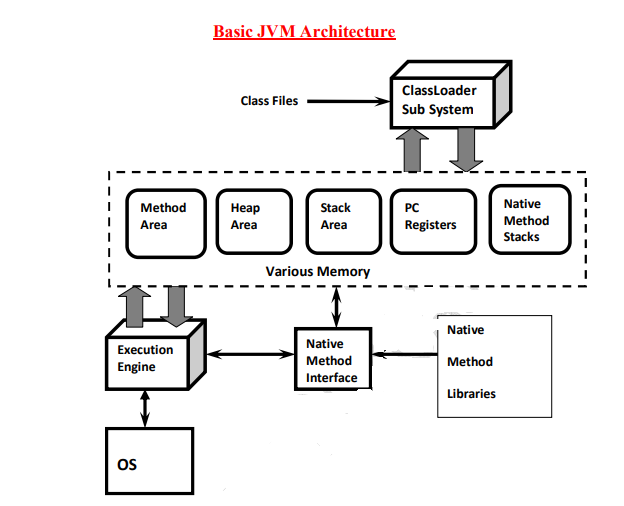 Basic JVM Architecture
Class Files
ClassLoader
Sub System
Method
Area
Heap
Area
Stack
Area
PC
Registers
Native
Method
Stacks
Various Memory
Execution
Engine
Native
Method
Interface
Native
Method
Libraries
OS